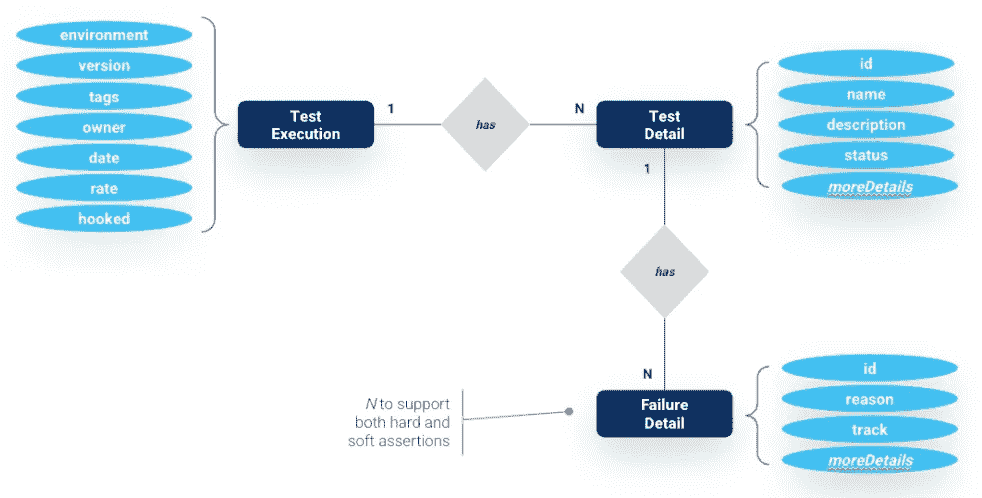 environment
version
tags
owner
date
rate
hooked
Test
Execution
1
has
N
Test
Detail
id
name
description
status
moreDetails
1
has
N
N to support
both hard and
soft assertions
Failure
Detail
id
reason
track
moreDetails